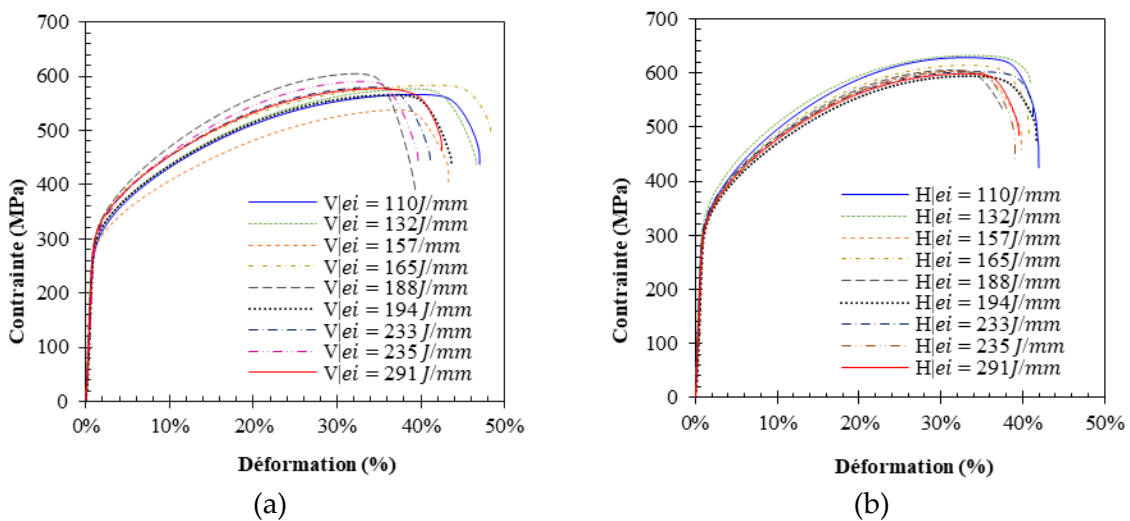 700
600
500
400
300
200
100
0
Contrainte (MPa)
0% 10% 20% 30% 40% 50%
Déformation (%)
V|ei = 110J/mm
V|ei = 132J/mm
V|ei = 157J/mm
V|ei = 165J/mm
V|ei = 188J/mm
V|ei = 194 J/mm
V|ei = 233 J/mm
V|ei = 235 J/mm
V|ei = 291 J/mm
(a)
700
600
500
400
300
200
100
0
Contrainte (MPa)
0% 10% 20% 30% 40% 50%
Déformation (%)
H|ei = 110J/mm
H|ei = 132J/mm
H|ei = 157J/mm
H|ei = 165J/mm
H|ei = 188J/mm
H|ei = 194J/mm
H|ei = 233J/mm
H|ei = 235 J/mm
H|ei = 291J/mm
(b)